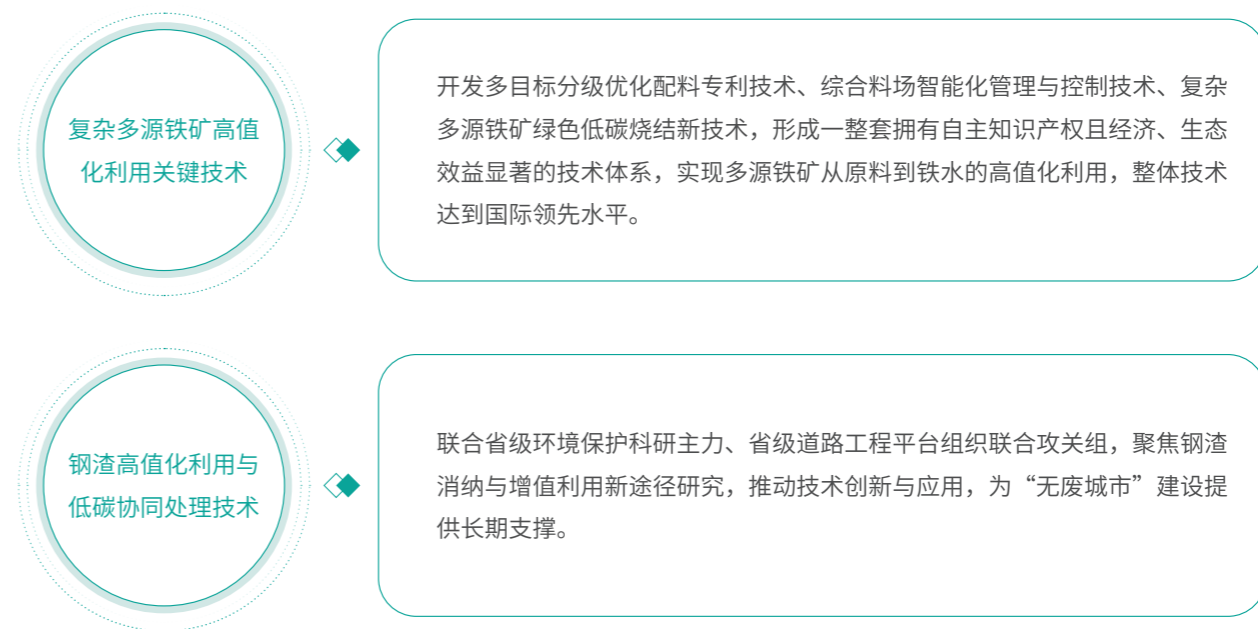 复杂多源铁矿高值
化利用关键技术
开发多目标分级优化配料专利技术、综合料场智能化管理与控制技术、复杂
多源铁矿绿色低碳烧结新技术，形成一整套拥有自主知识产权且经济、生态
效益显著的技术体系，实现多源铁矿从原料到铁水的高值化利用，整体技术
达到国际领先水平。
钢渣高值化利用与
低碳协同处理技术
联合省级环境保护科研主力、省级道路工程平台组织联合攻关组，聚焦钢渣
消纳与增值利用新途径研究，推动技术创新与应用，为“无废城市”建设提
供长期支撑。